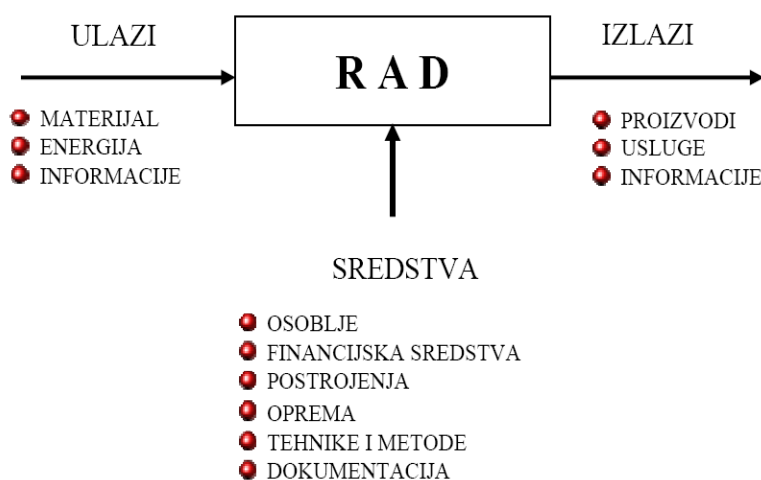 ULAZI
R A D
IZLAZI
MATERIJAL
ENERGIJA
INFORMACIJE
PROIZVODI
USLUGE
INFORMACIJE
SREDSTVA
OSOBLJE
FINANCIJSKA SREDSTVA
POSTROJENJA
OPREMA
TEHNIKE I METODE
DOKUMENTACIJA